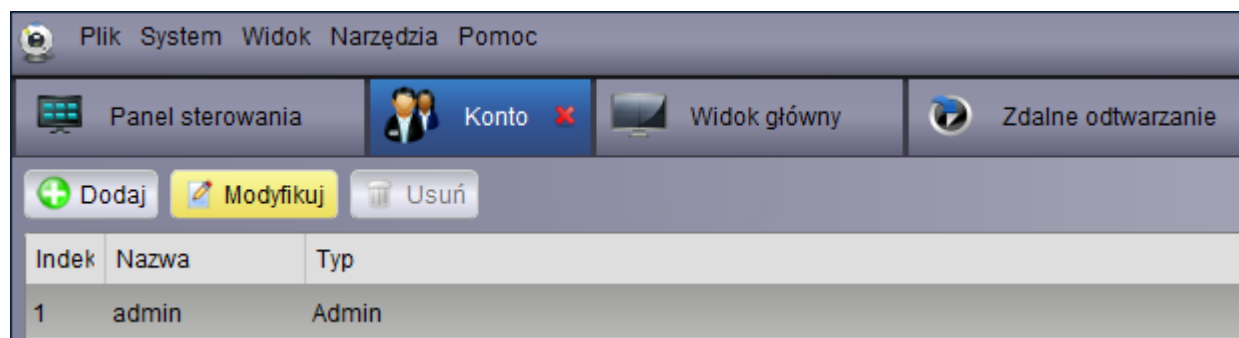 Plik System Widok Narzędzia Pomoc
Panel sterowania Konto Widok główny Zdalne odtwarzanie
Dodaj Modyfikuj Usuń
Indek Nazwa Typ
1 admin Admin